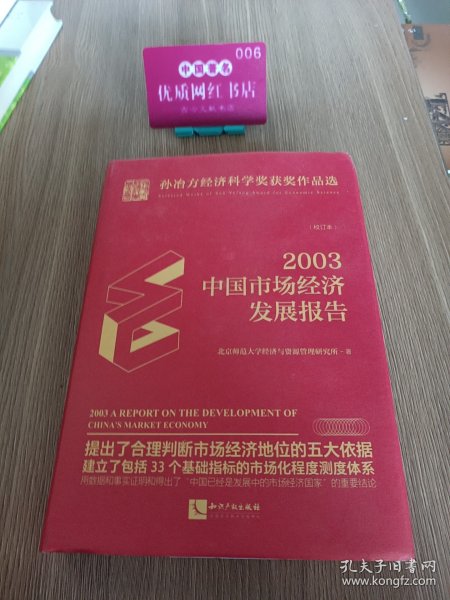 006
中国著名
优质网红书店
孙冶方经济科学奖获奖作品选
(校订本)
2003
中国市场经济
发展报告
北京师范大学经济与资源管理研究所·著
2003 A REPORT ON THE DEVELOPMENT OF
CHINA'S MARKET ECONOMY
提出了合理判断市场经济地位的五大依据
建立了包括 33 个基础指标的市场化程度测度体系
用数据和事实证明和得出了“中国已经是发展中的市场经济国家”的重要结论
知识产权出版社
孔夫子旧书网
www.kongfz.com